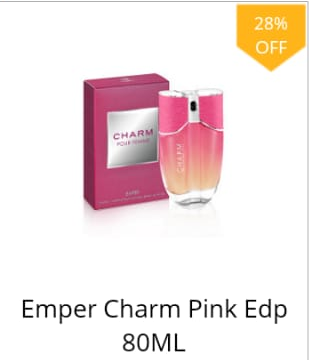 28%
OFF
CHARM
POUR FEMME
CHARM
Emper Charm Pink Edp
80ML